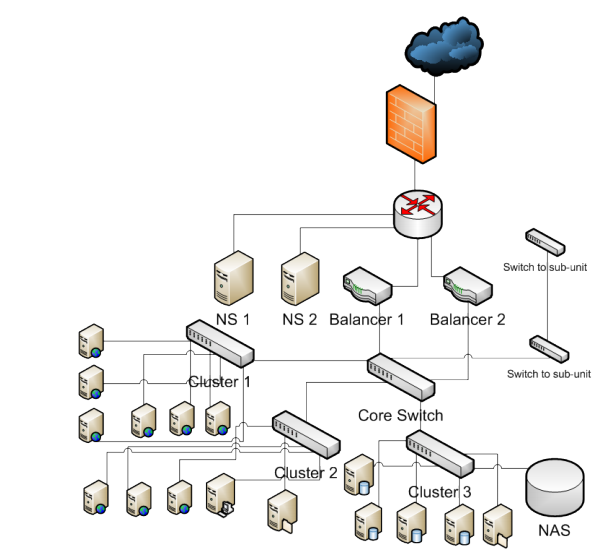 Switch to sub-unit
NS 1
NS 2
Balancer 1
Balancer 2
Switch to sub-unit
Cluster 1
Core Switch
Cluster 2
Cluster 3
NAS